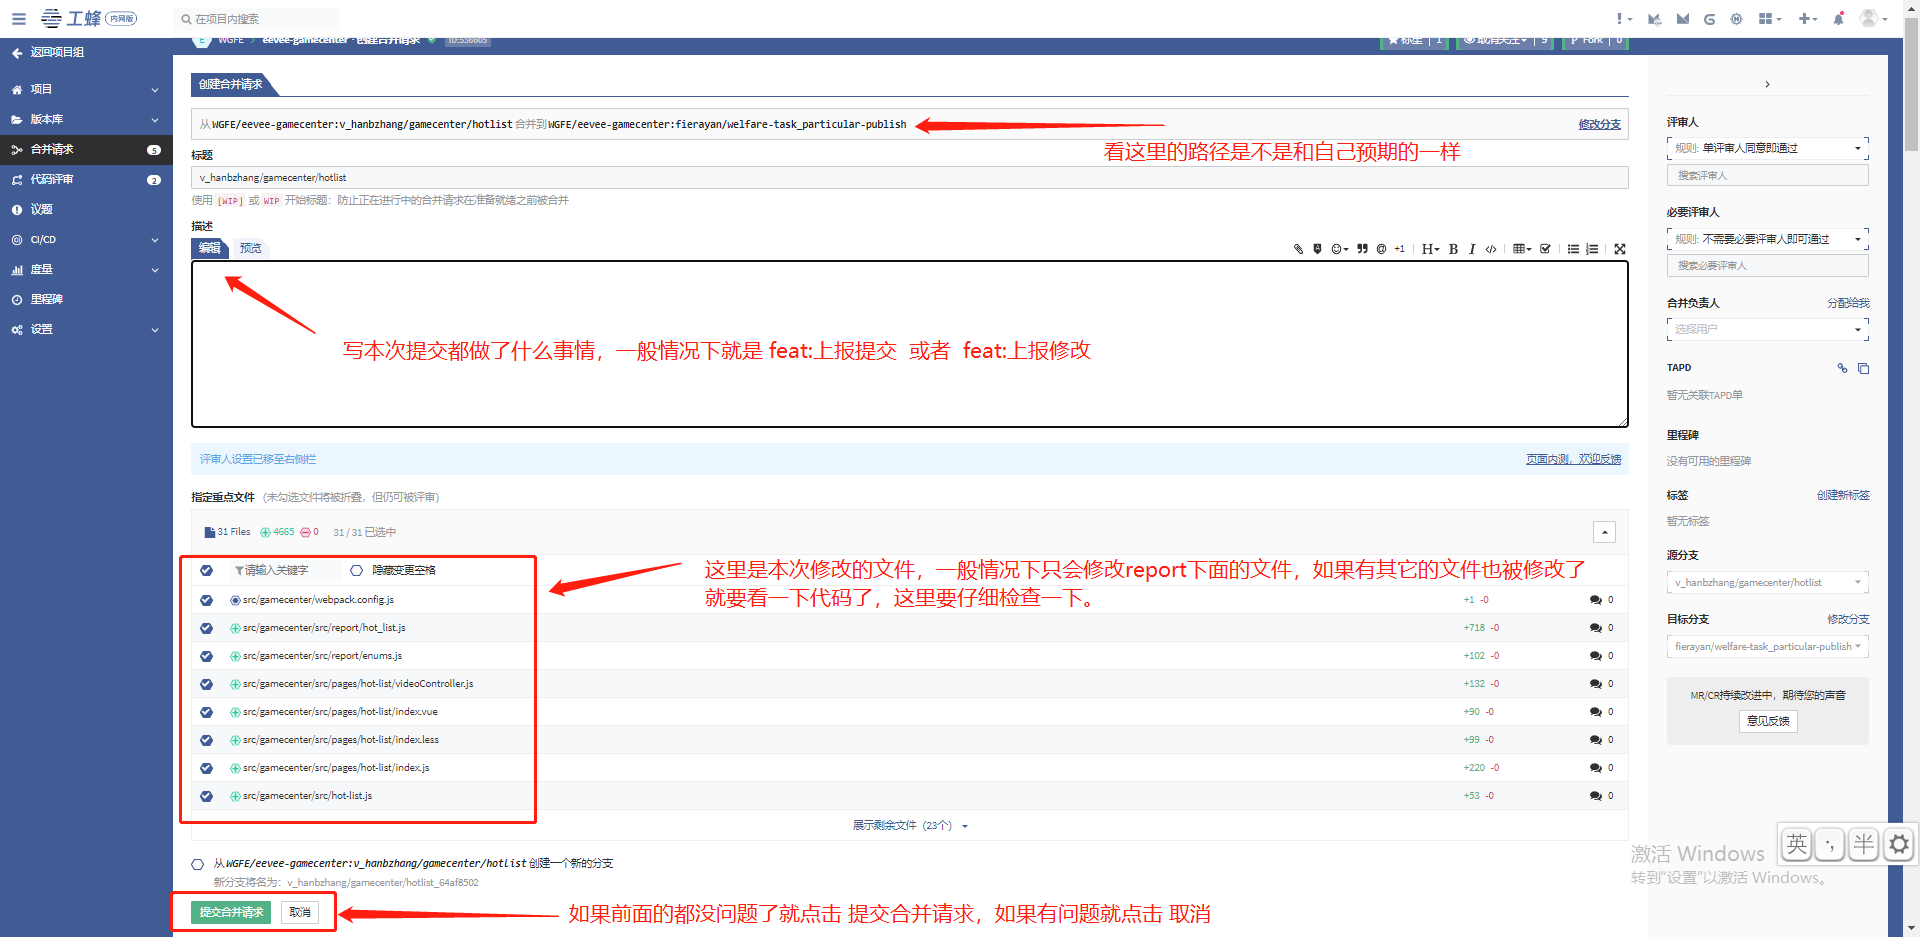 工蜂 内网版
在项目内搜索
返回项目组
WGFE eevee-gamecenter · 创建合并请求 ID:556605
标星 1 取消关注 9 Fork 0
项目
版本库
合并请求 5
代码评审 2
议题
CI/CD
度量
里程碑
设置
创建合并请求
从 WGFE/eevee-gamecenter:v_hanbzhang/gamecenter/hotlist 合并到 WGFE/eevee-gamecenter:fierayan/welfare-task_particular-publish
修改分支
看这里的路径是不是和自己预期的一样
标题
v_hanbzhang/gamecenter/hotlist
使用 [WIP] 或 WIP 开始标题：防止正在进行中的合并请求在准备就绪之前被合并
描述
编辑 预览
+1 H B I
写本次提交都做了什么事情，一般情况下就是 feat:上报提交 或者 feat:上报修改
评审人设置已移至右侧栏
页面内测，欢迎反馈
指定重点文件 （未勾选文件将被折叠，但仍可被评审）
31 Files 4665 0 31 / 31 已选中
请输入关键字 隐藏变更空格
这里是本次修改的文件，一般情况下只会修改report下面的文件，如果有其它的文件也被修改了
就要看一下代码了，这里要仔细检查一下。
src/gamecenter/webpack.config.js +1 -0 0
src/gamecenter/src/report/hot_list.js +718 -0 0
src/gamecenter/src/report/enums.js +102 -0 0
src/gamecenter/src/pages/hot-list/videoController.js +132 -0 0
src/gamecenter/src/pages/hot-list/index.vue +90 -0 0
src/gamecenter/src/pages/hot-list/index.less +99 -0 0
src/gamecenter/src/pages/hot-list/index.js +220 -0 0
src/gamecenter/src/hot-list.js +53 -0 0
展示剩余文件（23个）
从 WGFE/eevee-gamecenter:v_hanbzhang/gamecenter/hotlist 创建一个新的分支
新分支将名为：v_hanbzhang/gamecenter/hotlist_64af8502
提交合并请求 取消
如果前面的都没问题了就点击 提交合并请求，如果有问题就点击 取消
评审人
规则: 单评审人同意即通过
搜索评审人
必要评审人
规则: 不需要必要评审人即可通过
搜索必要评审人
合并负责人 分配给我
选择用户
TAPD
暂无关联TAPD单
里程碑
没有可用的里程碑
标签 创建新标签
暂无标签
源分支
v_hanbzhang/gamecenter/hotlist
目标分支 修改分支
fierayan/welfare-task_particular-publish
MR/CR持续改进中，期待您的声音
意见反馈
英 ·, 半
激活 Windows
转到"设置"以激活 Windows。